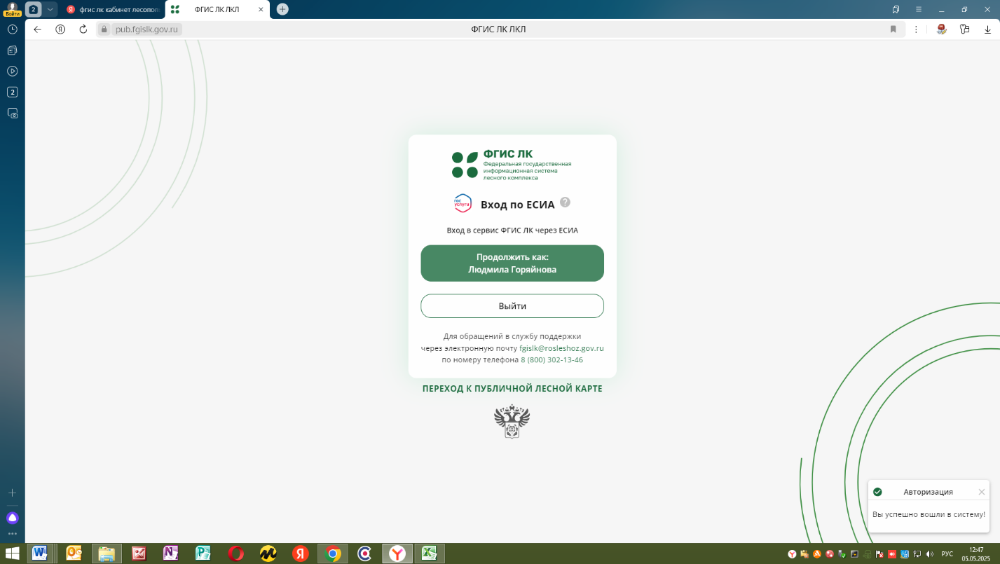 Войти
2
фгис лк кабинет лесопол
ФГИС ЛК ЛКЛ
pub.fgislk.gov.ru
ФГИС ЛК ЛКЛ
2
ФГИС ЛК
Федеральная государственная
информационная система
лесного комплекса
гос
услуги
Вход по ЕСИА ?
Вход в сервис ФГИС ЛК через ЕСИА
Продолжить как:
Людмила Горяйнова
Выйти
Для обращений в службу поддержки
через электронную почту fgislk@rosleshoz.gov.ru
по номеру телефона 8 (800) 302-13-46
ПЕРЕХОД К ПУБЛИЧНОЙ ЛЕСНОЙ КАРТЕ
Авторизация
Вы успешно вошли в систему!
РУС
12:47
05.05.2025